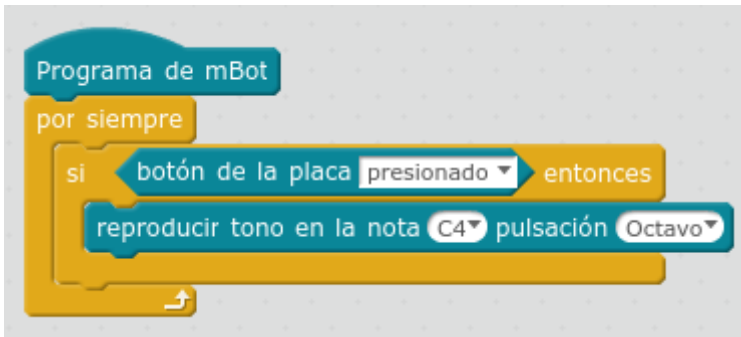 Programa de mBot
por siempre
si botón de la placa presionado entonces
reproducir tono en la nota C4 pulsación Octavo